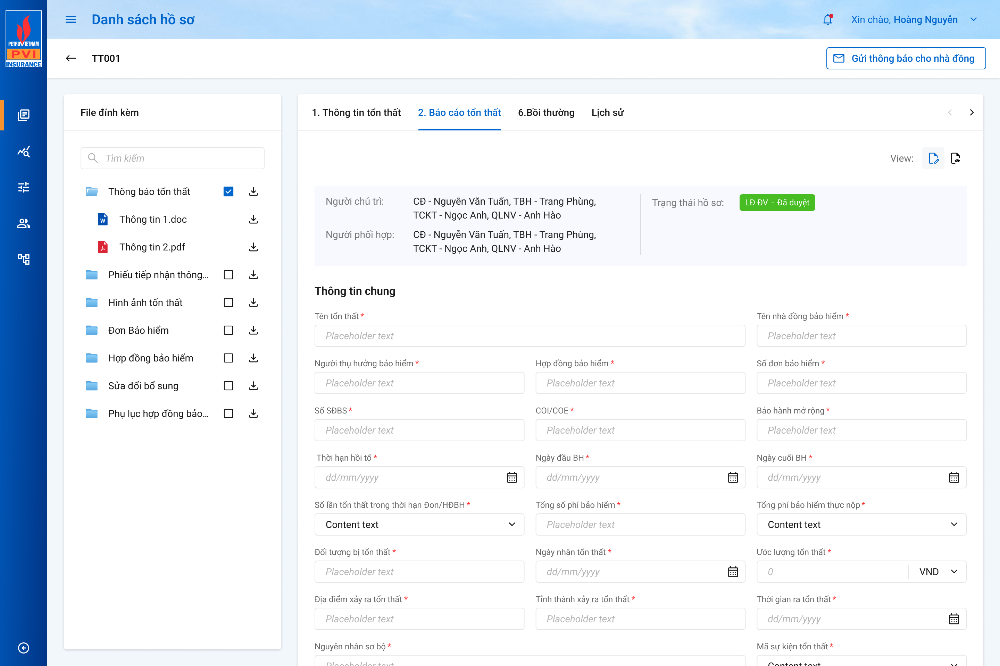 PETROVIETNAM
PVI
INSURANCE
Danh sách hồ sơ
Xin chào, Hoàng Nguyễn
TT001
Gửi thông báo cho nhà đồng
File đính kèm
Tìm kiếm
Thông báo tổn thất
Thông tin 1.doc
Thông tin 2.pdf
Phiếu tiếp nhận thông...
Hình ảnh tổn thất
Đơn Bảo hiểm
Hợp đồng bảo hiểm
Sửa đổi bổ sung
Phụ lục hợp đồng bảo...
1. Thông tin tổn thất
2. Báo cáo tổn thất
6.Bồi thường
Lịch sử
View:
Người chủ trì:
CĐ - Nguyễn Văn Tuấn, TBH - Trang Phùng,
TCKT - Ngọc Anh, QLNV - Anh Hào
Người phối hợp:
CĐ - Nguyễn Văn Tuấn, TBH - Trang Phùng,
TCKT - Ngọc Anh, QLNV - Anh Hào
Trạng thái hồ sơ:
LĐ ĐV - Đã duyệt
Thông tin chung
Tên tổn thất *
Placeholder text
Tên nhà đồng bảo hiểm *
Placeholder text
Người thụ hưởng bảo hiểm *
Placeholder text
Hợp đồng bảo hiểm *
Placeholder text
Số đơn bảo hiểm *
Placeholder text
Số SĐBS *
Placeholder text
COI/COE *
Placeholder text
Bảo hành mở rộng *
Placeholder text
Thời hạn hồi tố *
dd/mm/yyyy
Ngày đầu BH *
dd/mm/yyyy
Ngày cuối BH *
dd/mm/yyyy
Số lần tổn thất trong thời hạn Đơn/HĐBH *
Content text
Tổng số phí bảo hiểm *
Placeholder text
Tổng phí bảo hiểm thực nộp *
Content text
Đối tượng bị tổn thất *
Placeholder text
Ngày nhận tổn thất *
dd/mm/yyyy
Ước lượng tổn thất *
0
VND
Địa điểm xảy ra tổn thất *
Placeholder text
Tỉnh thành xảy ra tổn thất *
Placeholder text
Thời gian ra tổn thất *
dd/mm/yyyy
Nguyên nhân sơ bộ *
Placeholder text
Mã sự kiện tổn thất *
Content text